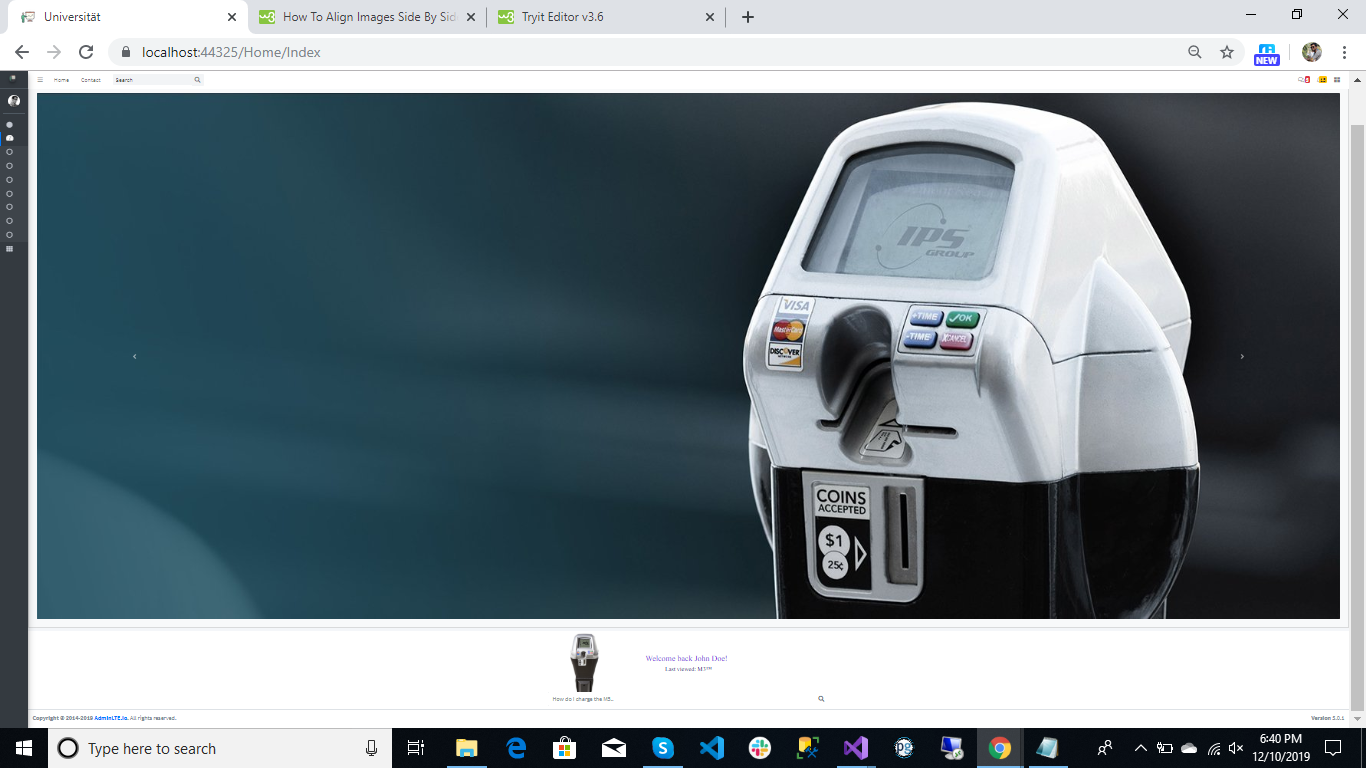 Universität
How To Align Images Side By Sid
Tryit Editor v3.6
localhost:44325/Home/Index
NEW
Home
Contact
Search
IPS
GROUP
VISA
MasterCard
DISCOVER
+TIME
OK
-TIME
CANCEL
COINS
ACCEPTED
$1
25¢
Welcome back John Doe!
Last viewed: M5™
How do I charge the M5...
Copyright © 2014-2019 AdminLTE.io. All rights reserved.
Version 3.0.1
Type here to search
6:40 PM
12/10/2019